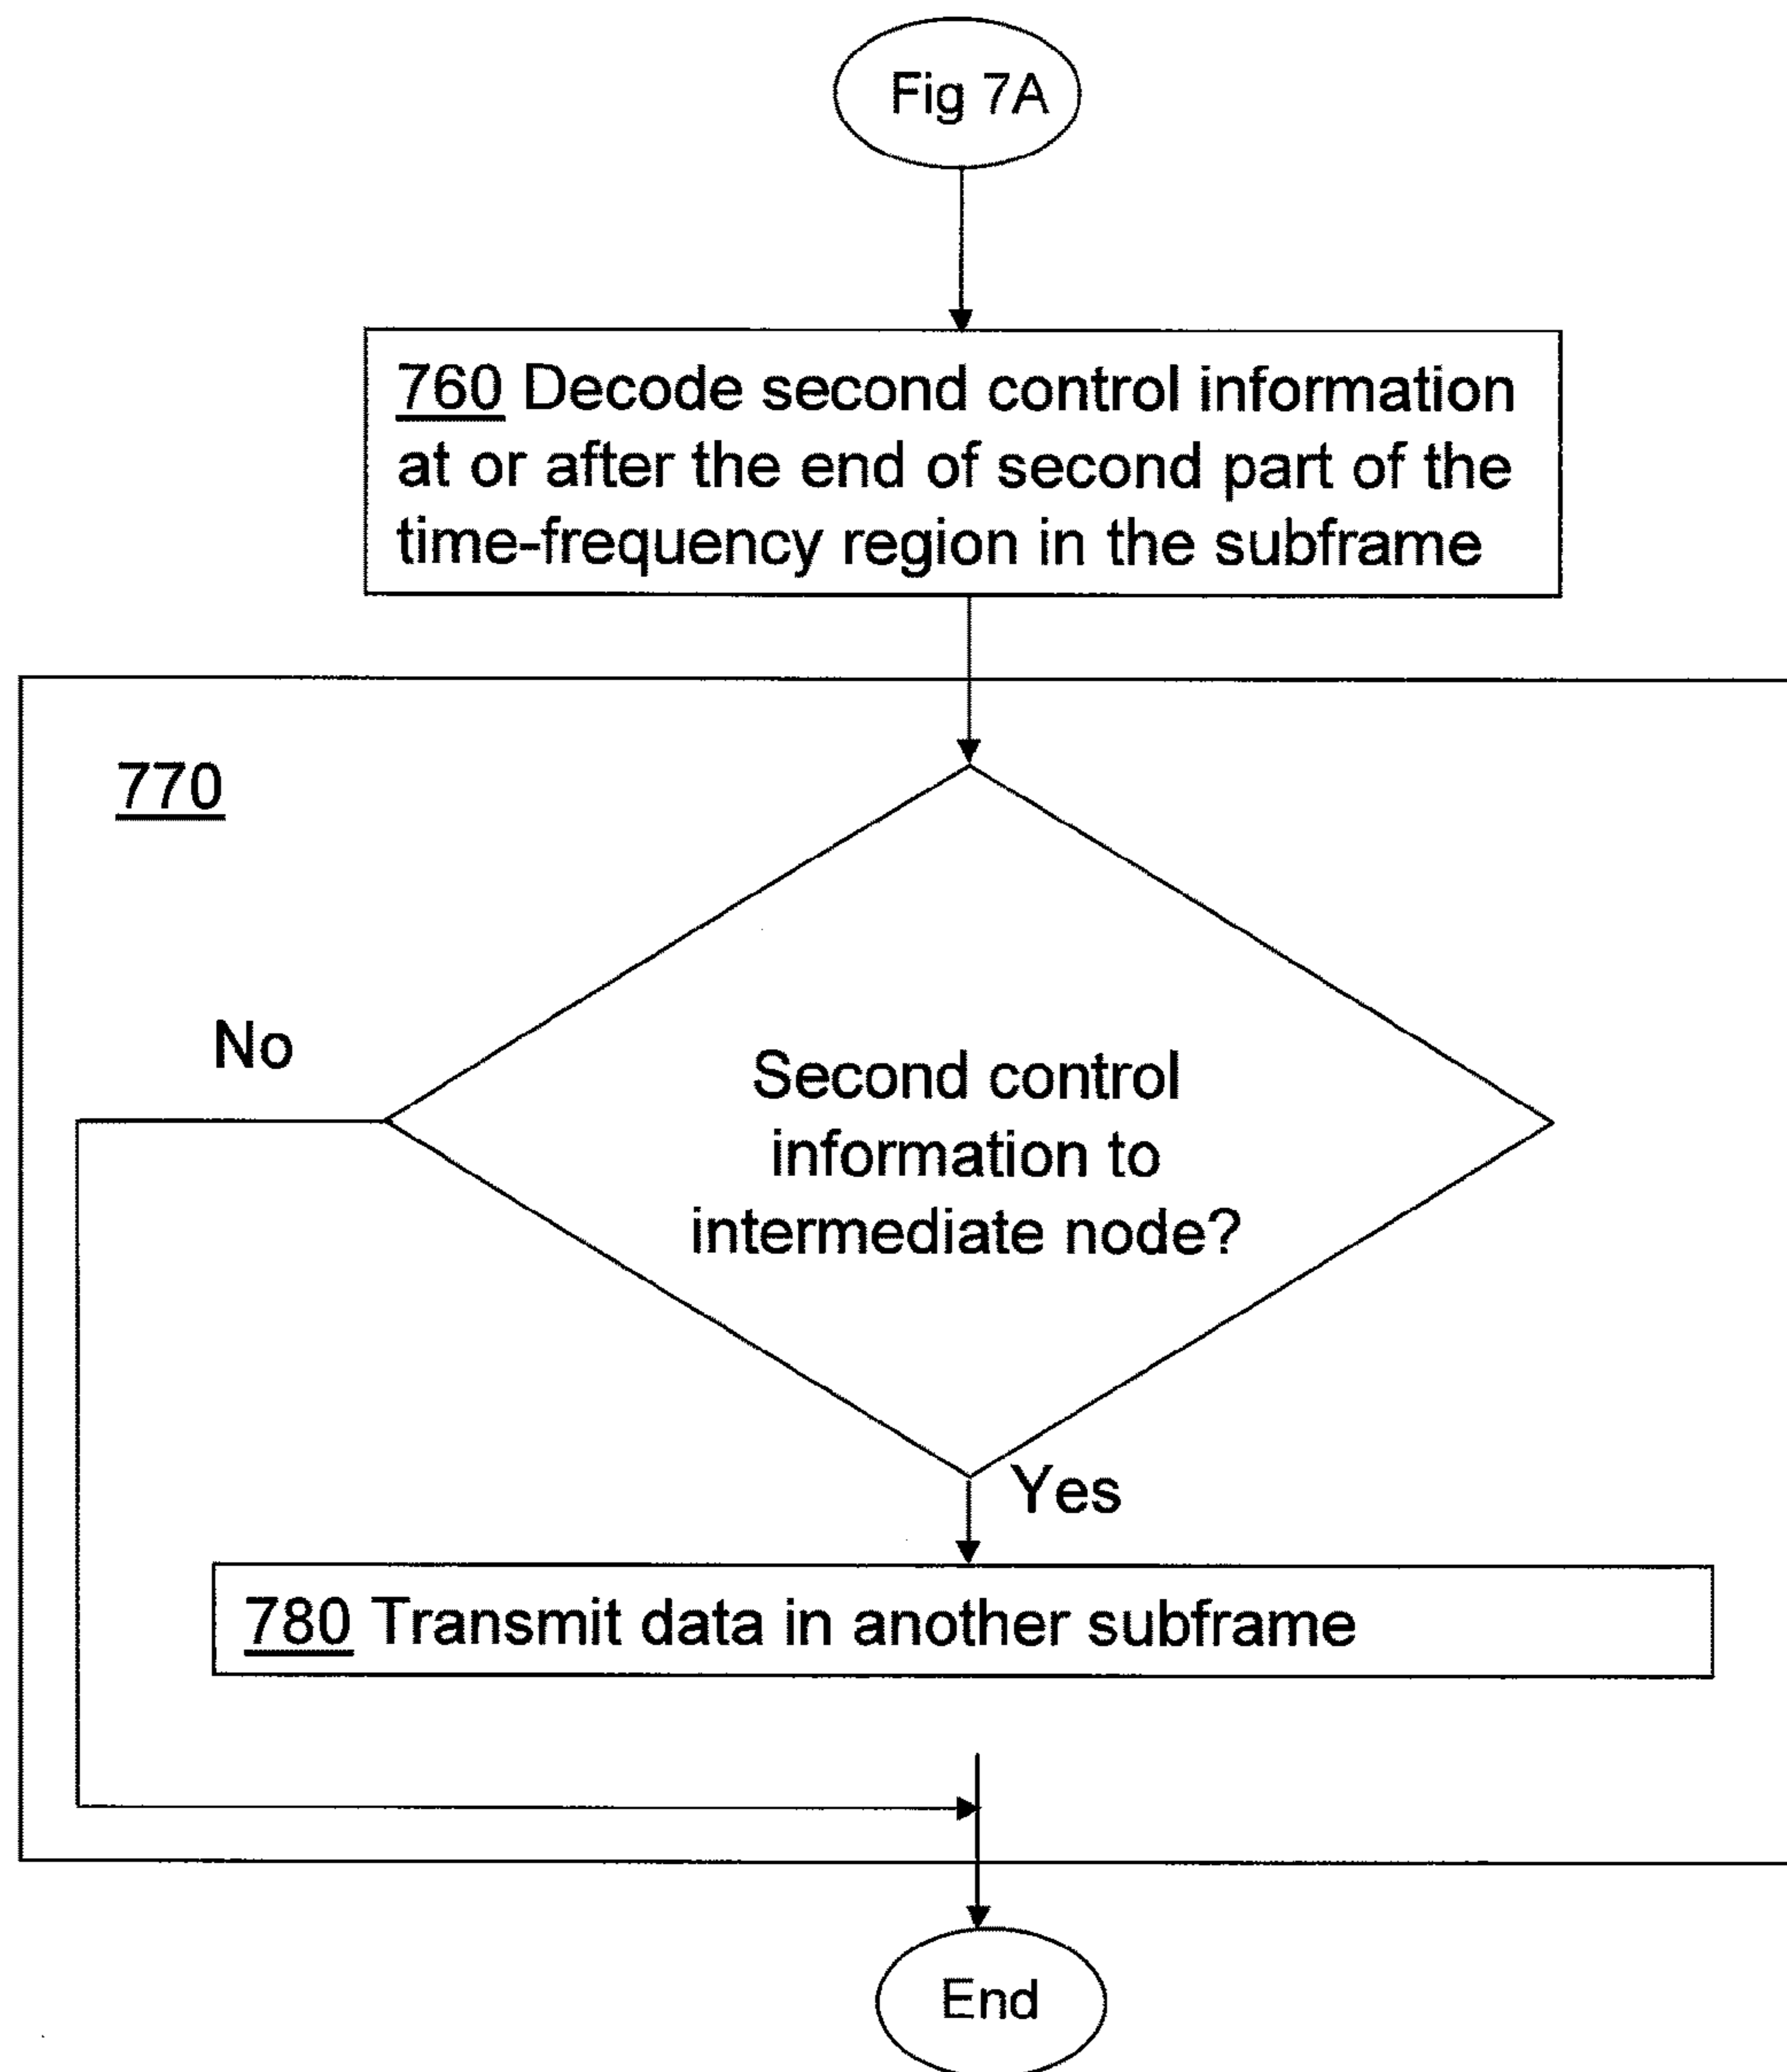 Fig 7A
760 Decode second control information
at or after the end of second part of the
time-frequency region in the subframe
770
No
Second control
information to
intermediate node?
Yes
780 Transmit data in another subframe
End